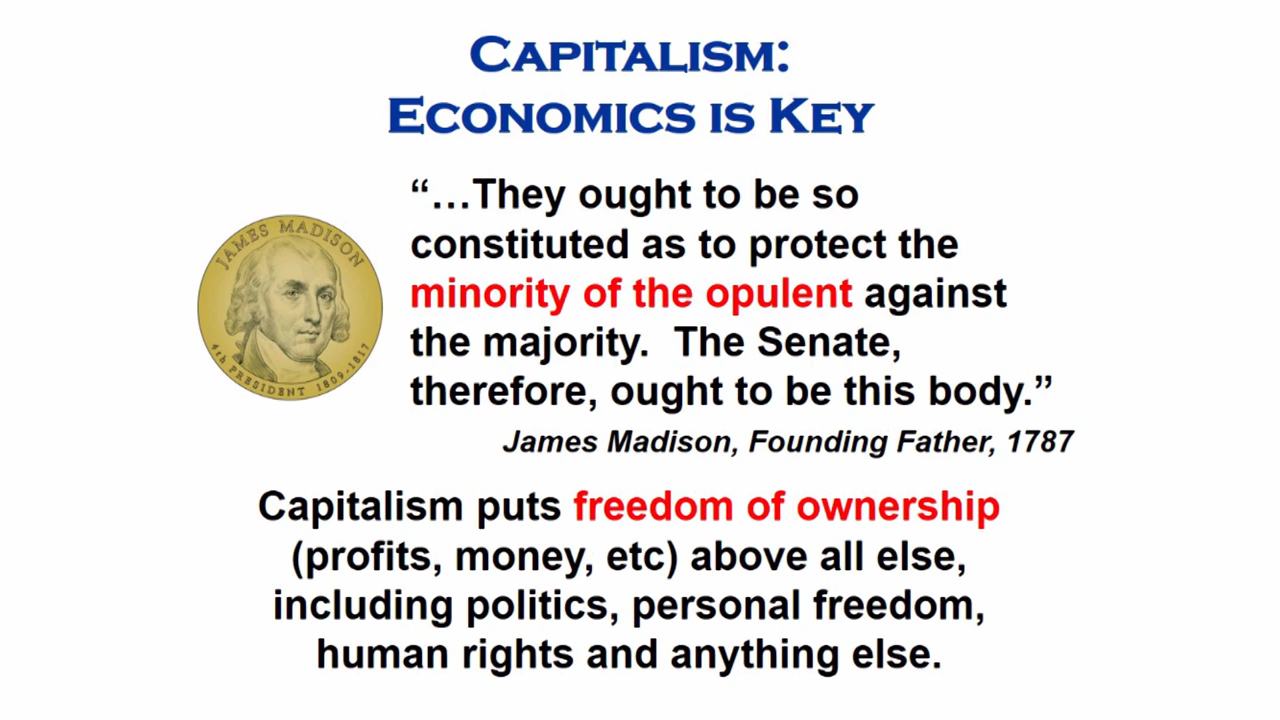 CAPITALISM:
ECONOMICS IS KEY
“…They ought to be so
constituted as to protect the
minority of the opulent against
the majority.  The Senate,
therefore, ought to be this body.”
James Madison, Founding Father, 1787
JAMES MADISON
4th PRESIDENT 1809-1817
Capitalism puts freedom of ownership
(profits, money, etc) above all else,
including politics, personal freedom,
human rights and anything else.